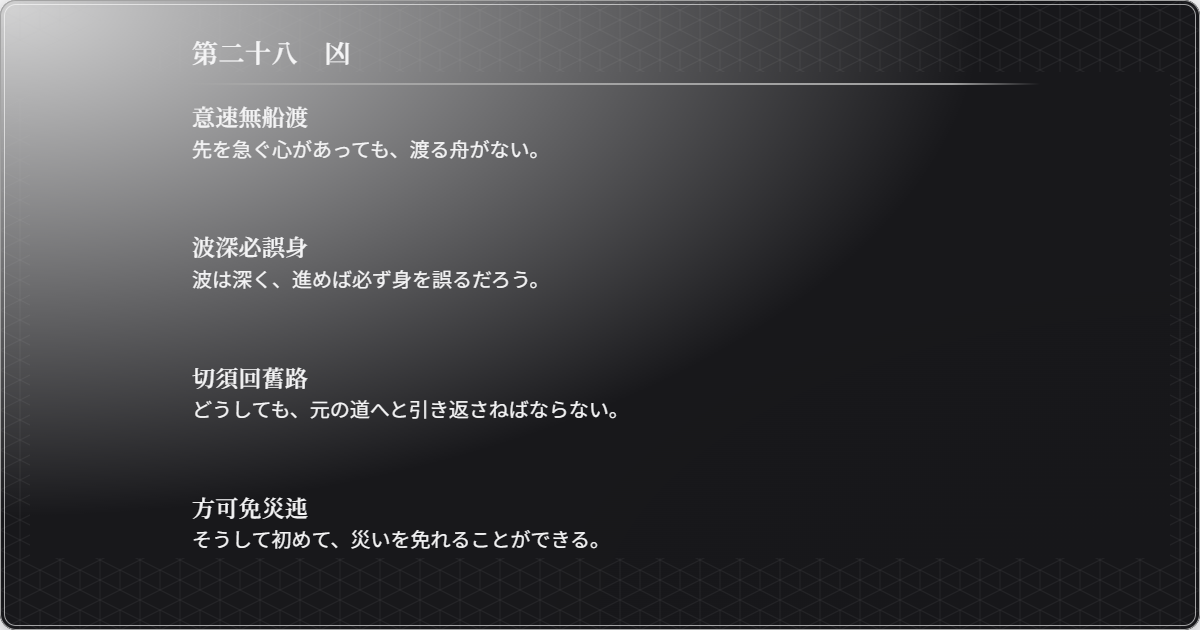 第二十八　凶
意速無船渡
先を急ぐ心があっても、渡る舟がない。
波深必誤身
波は深く、進めば必ず身を誤るだろう。
切須回舊路
どうしても、元の道へと引き返さねばならない。
方可免災迍
そうして初めて、災いを免れることができる。